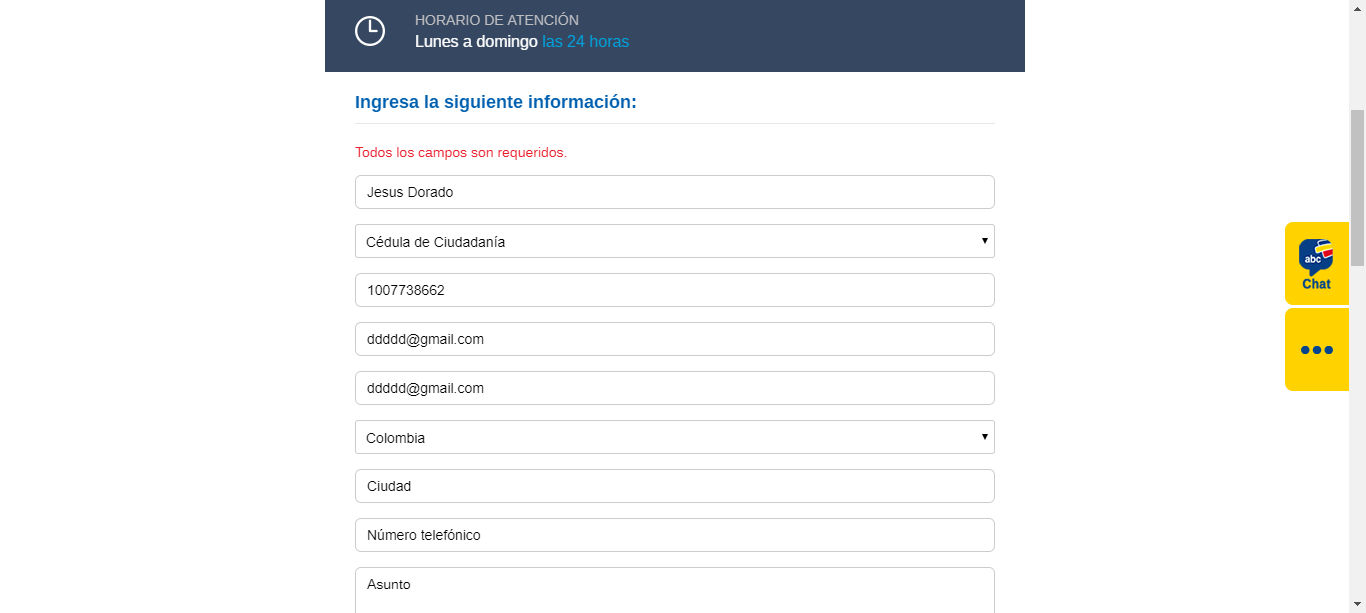 HORARIO DE ATENCIÓN
Lunes a domingo las 24 horas
Ingresa la siguiente información:
Todos los campos son requeridos.
Jesus Dorado
Cédula de Ciudadanía
1007738662
ddddd@gmail.com
ddddd@gmail.com
Colombia
Ciudad
Número telefónico
Asunto
abc
Chat